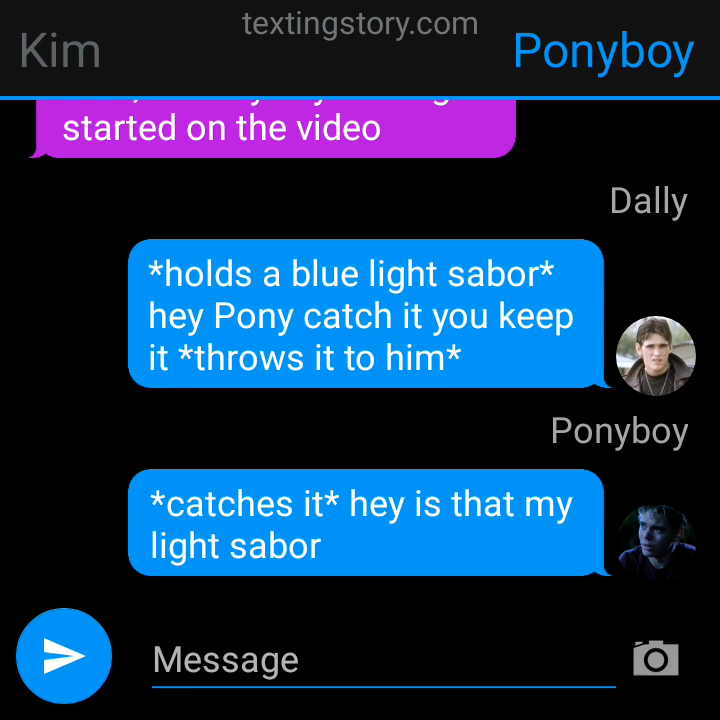 textingstory.com
Kim
Ponyboy
started on the video
Dally
*holds a blue light sabor*
hey Pony catch it you keep
it *throws it to him*
Ponyboy
*catches it* hey is that my
light sabor
Message